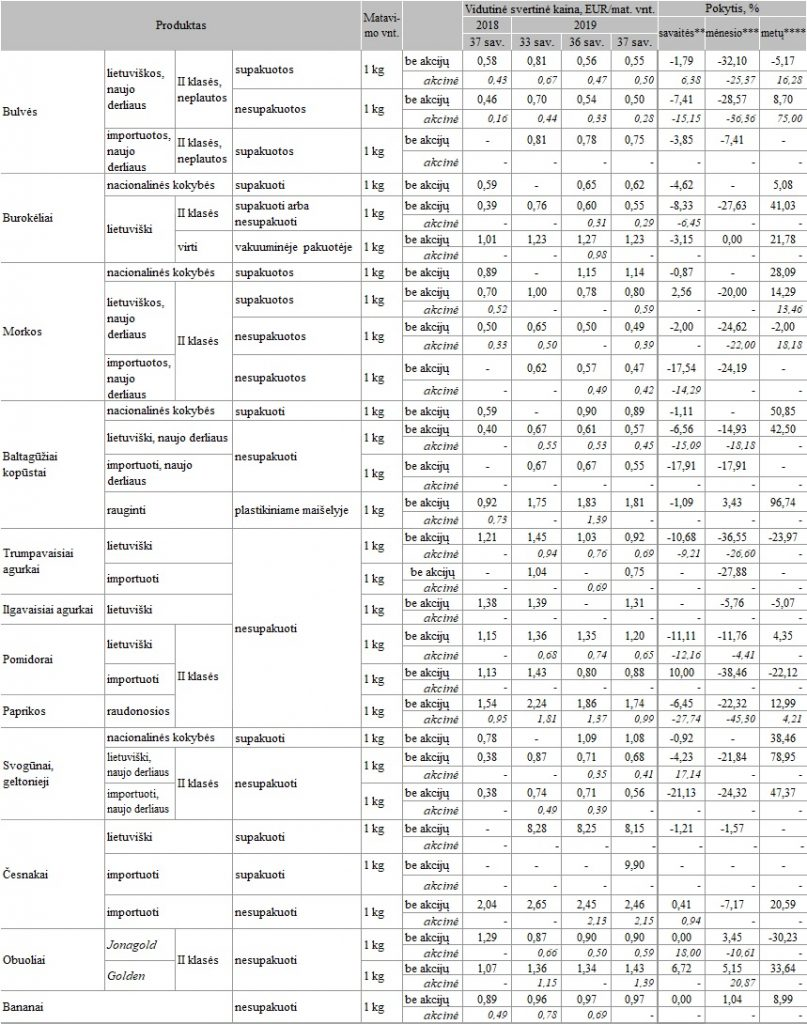 Produktas Matavi- Vidutinė svertinė kaina, EUR/mat. vnt. Pokytis, %
mo vnt. 2018 2019 savaitės** mėnesio*** metų****
37 sav. 33 sav. 36 sav. 37 sav.
Bulvės lietuviškos, naujo derliaus II klasės, neplautos supakuotos 1 kg be akcijų 0,58 0,81 0,56 0,55 -1,79 -32,10 -5,17
akcinė 0,43 0,67 0,47 0,50 6,38 -25,37 16,28
nesupakuotos 1 kg be akcijų 0,46 0,70 0,54 0,50 -7,41 -28,57 8,70
akcinė 0,16 0,44 0,33 0,28 -15,15 -36,36 75,00
importuotos, naujo derliaus II klasės, neplautos supakuotos 1 kg be akcijų - 0,81 0,78 0,75 -3,85 -7,41 -
akcinė - - - - - - -
Burokėliai nacionalinės kokybės supakuoti 1 kg be akcijų 0,59 - 0,65 0,62 -4,62 - 5,08
lietuviški II klasės supakuoti arba nesupakuoti 1 kg be akcijų 0,39 0,76 0,60 0,55 -8,33 -27,63 41,03
akcinė - - 0,31 0,29 -6,45 - -
virti vakuuminėje pakuotėje 1 kg be akcijų 1,01 1,23 1,27 1,23 -3,15 0,00 21,78
akcinė - - 0,98 - - - -
Morkos nacionalinės kokybės supakuotos 1 kg be akcijų 0,89 - 1,15 1,14 -0,87 - 28,09
lietuviškos, naujo derliaus II klasės supakuotos 1 kg be akcijų 0,70 1,00 0,78 0,80 2,56 -20,00 14,29
akcinė 0,52 - - 0,59 - - 13,46
nesupakuotos 1 kg be akcijų 0,50 0,65 0,50 0,49 -2,00 -24,62 -2,00
akcinė 0,33 0,50 - 0,39 - -22,00 18,18
importuotos, naujo derliaus nesupakuotos 1 kg be akcijų - 0,62 0,57 0,47 -17,54 -24,19 -
akcinė - - 0,49 0,42 -14,29 - -
Baltagūžiai kopūstai nacionalinės kokybės supakuoti 1 kg be akcijų 0,59 - 0,90 0,89 -1,11 - 50,85
lietuviški, naujo derliaus nesupakuoti 1 kg be akcijų 0,40 0,67 0,61 0,57 -6,56 -14,93 42,50
akcinė - 0,55 0,53 0,45 -15,09 -18,18 -
importuoti, naujo derliaus 1 kg be akcijų - 0,67 0,67 0,55 -17,91 -17,91 -
akcinė - - - - - - -
rauginti plastikiniame maišelyje 1 kg be akcijų 0,92 1,75 1,83 1,81 -1,09 3,43 96,74
akcinė 0,73 - 1,39 - - - -
Trumpavaisiai agurkai lietuviški nesupakuoti 1 kg be akcijų 1,21 1,45 1,03 0,92 -10,68 -36,55 -23,97
akcinė - 0,94 0,76 0,69 -9,21 -26,60 -
importuoti 1 kg be akcijų - 1,04 - 0,75 - -27,88 -
akcinė - - 0,69 - - - -
Ilgavaisiai agurkai lietuviški 1 kg be akcijų 1,38 1,39 - 1,31 - -5,76 -5,07
akcinė - - - - - - -
Pomidorai lietuviški II klasės 1 kg be akcijų 1,15 1,36 1,35 1,20 -11,11 -11,76 4,35
akcinė - 0,68 0,74 0,65 -12,16 -4,41 -
importuoti 1 kg be akcijų 1,13 1,43 0,80 0,88 10,00 -38,46 -22,12
akcinė - - - - - - -
Paprikos raudonosios 1 kg be akcijų 1,54 2,24 1,86 1,74 -6,45 -22,32 12,99
akcinė 0,95 1,81 1,37 0,99 -27,74 -45,30 4,21
Svogūnai, geltonieji nacionalinės kokybės supakuoti 1 kg be akcijų 0,78 - 1,09 1,08 -0,92 - 38,46
lietuviški, naujo derliaus II klasės nesupakuoti 1 kg be akcijų 0,38 0,87 0,71 0,68 -4,23 -21,84 78,95
akcinė - - 0,35 0,41 17,14 - -
importuoti, naujo derliaus 1 kg be akcijų 0,38 0,74 0,71 0,56 -21,13 -24,32 47,37
akcinė - 0,49 0,39 - - - -
Česnakai lietuviški supakuoti 1 kg be akcijų - 8,28 8,25 8,15 -1,21 -1,57 -
akcinė - - - - - - -
importuoti supakuoti 1 kg be akcijų - - - 9,90 - - -
akcinė - - - - - - -
importuoti nesupakuoti 1 kg be akcijų 2,04 2,65 2,45 2,46 0,41 -7,17 20,59
akcinė - - 2,13 2,15 0,94 - -
Obuoliai Jonagold II klasės nesupakuoti 1 kg be akcijų 1,29 0,87 0,90 0,90 0,00 3,45 -30,23
akcinė - 0,66 0,50 0,59 18,00 -10,61 -
Golden 1 kg be akcijų 1,07 1,36 1,34 1,43 6,72 5,15 33,64
akcinė - 1,15 - 1,39 - 20,87 -
Bananai nesupakuoti 1 kg be akcijų 0,89 0,96 0,97 0,97 0,00 1,04 8,99
akcinė 0,49 0,78 0,69 - - - -